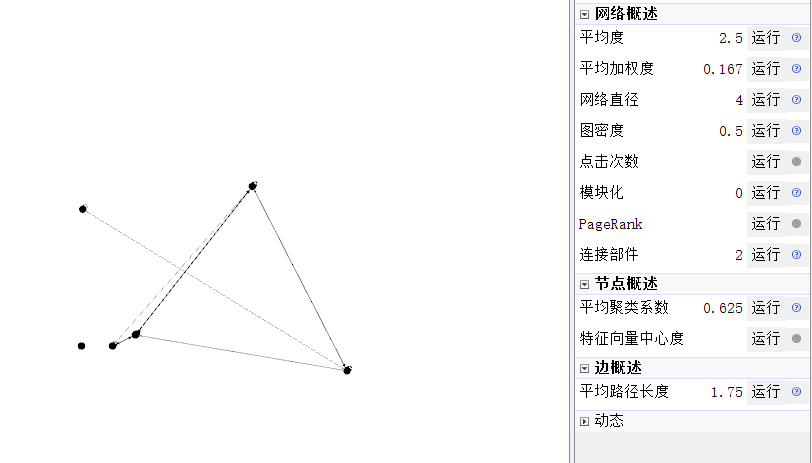 网络概述
平均度 2.5 运行
平均加权度 0.167 运行
网络直径 4 运行
图密度 0.5 运行
点击次数 运行
模块化 0 运行
PageRank 运行
连接部件 2 运行
节点概述
平均聚类系数 0.625 运行
特征向量中心度 运行
边概述
平均路径长度 1.75 运行
动态